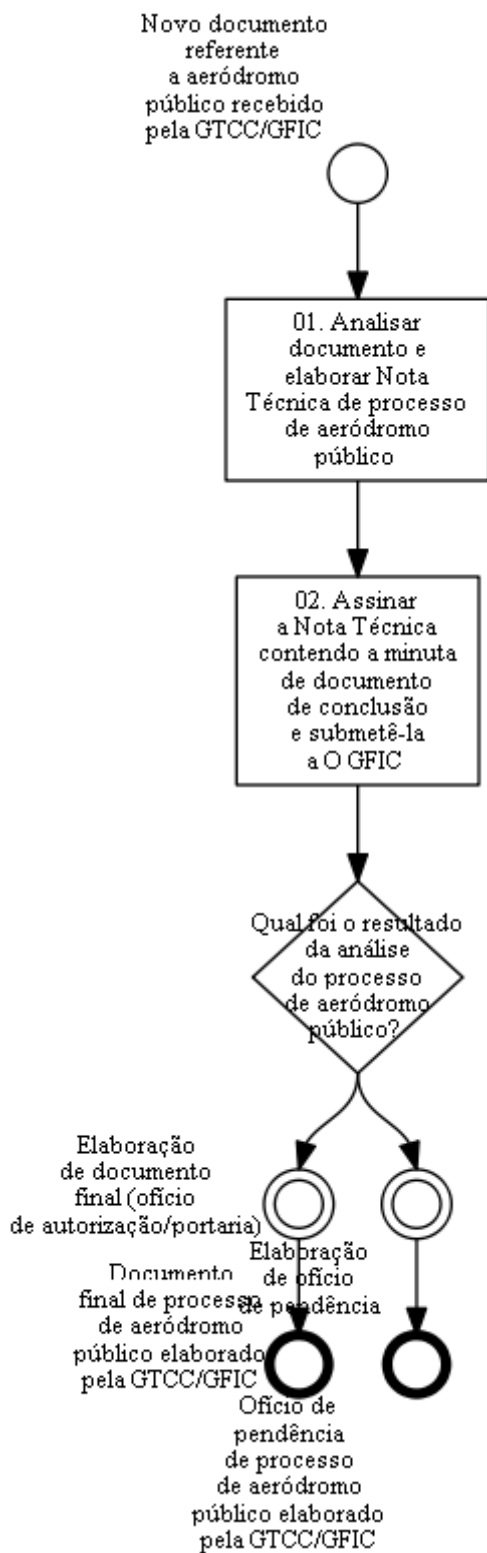 Novo documento
referente
a aeródromo
público recebido
pela GTCC/GFIC
01. Analisar
documento e
elaborar Nota
Técnica de processo
de aeródromo
público
02. Assinar
a Nota Técnica
contendo a minuta
de documento
de conclusão
e submetê-la
a O GFIC
Qual foi o resultado
da análise
do processo
de aeródromo
público?
Elaboração
de documento
final (ofício
de autorização/portaria)
Elaboração
de ofício
de pendência
Documento
final de processo
de aeródromo
público elaborado
pela GTCC/GFIC
Ofício de
pendência
de processo
de aeródromo
público elaborado
pela GTCC/GFIC